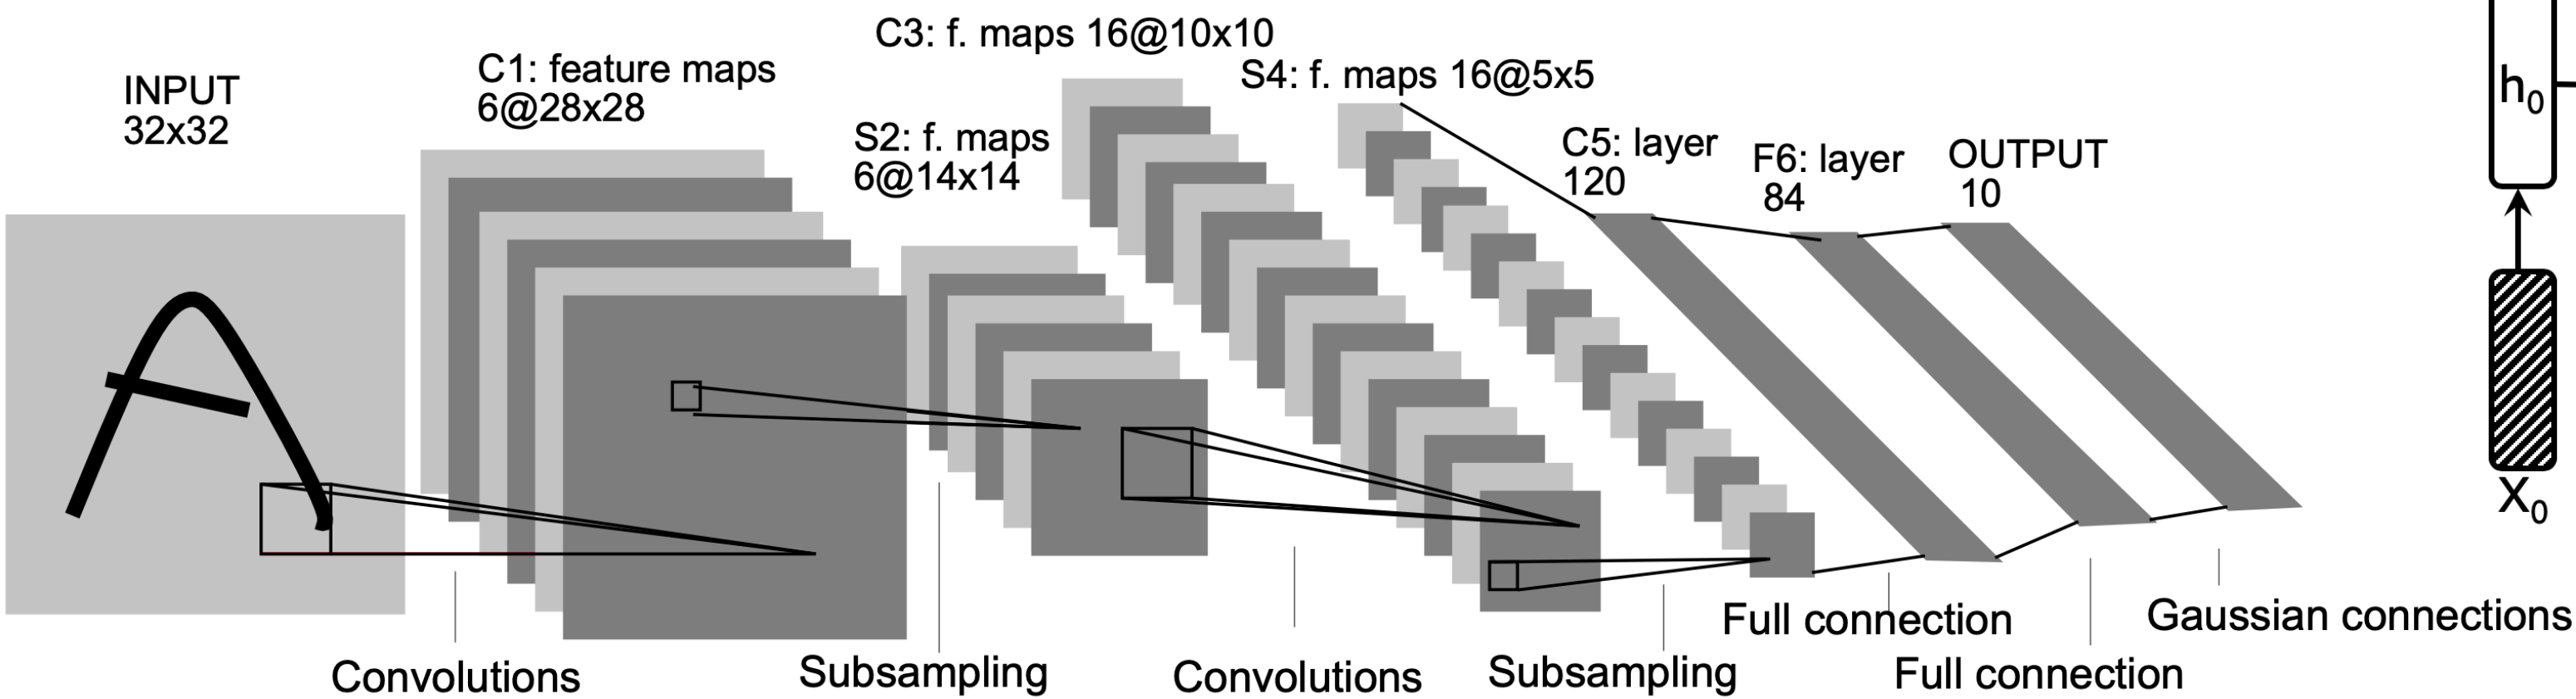 INPUT
32x32
C1: feature maps
6@28x28
S2: f. maps
6@14x14
C3: f. maps 16@10x10
S4: f. maps 16@5x5
C5: layer
120
F6: layer
84
OUTPUT
10
Convolutions
Subsampling
Convolutions
Subsampling
Full connection
Full connection
Gaussian connections
h₀
X₀